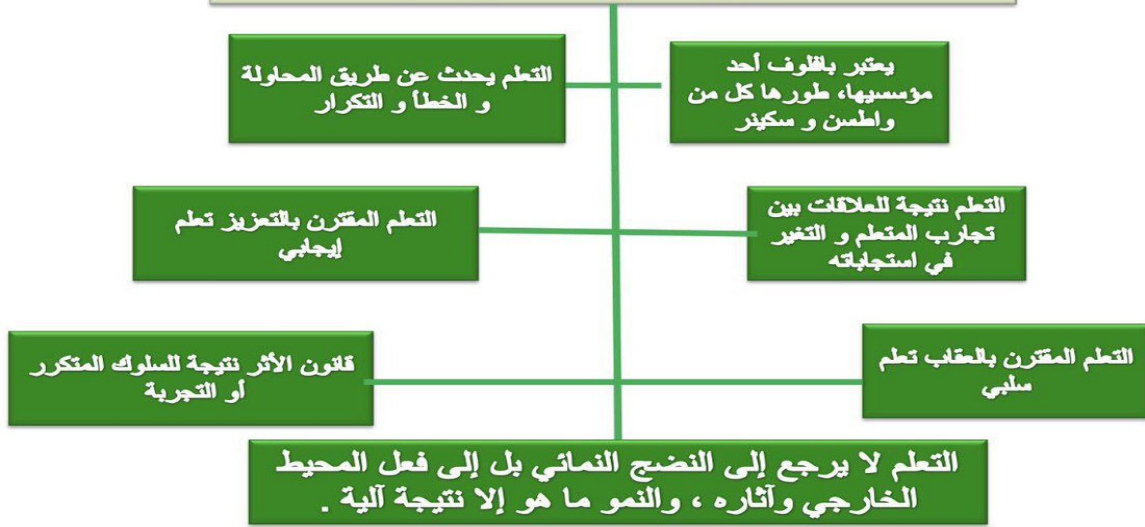 يعتبر بافلوف أحد
مؤسسيها، طورها كل من
واطسن و سكينر
التعلم يحدث عن طريق المحاولة
و الخطأ و التكرار
التعلم نتيجة للعلاقات بين
تجارب المتعلم و التغير
في استجاباته
التعلم المقترن بالتعزيز تعلم
إيجابي
التعلم المقترن بالعقاب تعلم
سلبي
قانون الأثر نتيجة للسلوك المتكرر
أو التجربة
التعلم لا يرجع إلى النضج النمائي بل إلى فعل المحيط
الخارجي وآثاره ، والنمو ما هو إلا نتيجة آلية .